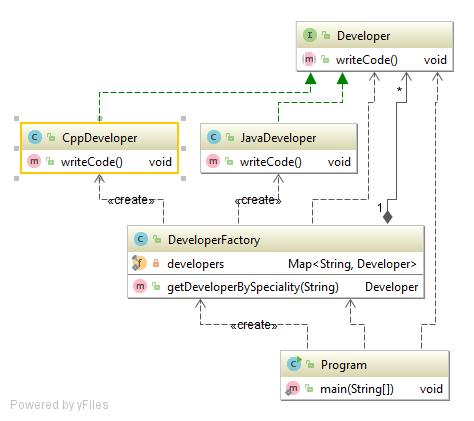 I Developer
m writeCode() void
*
C CppDeveloper
m writeCode() void
C JavaDeveloper
m writeCode() void
«create»
«create»
1
C DeveloperFactory
f developers Map<String, Developer>
m getDeveloperBySpeciality(String) Developer
«create»
C Program
m main(String[]) void
Powered by yFiles